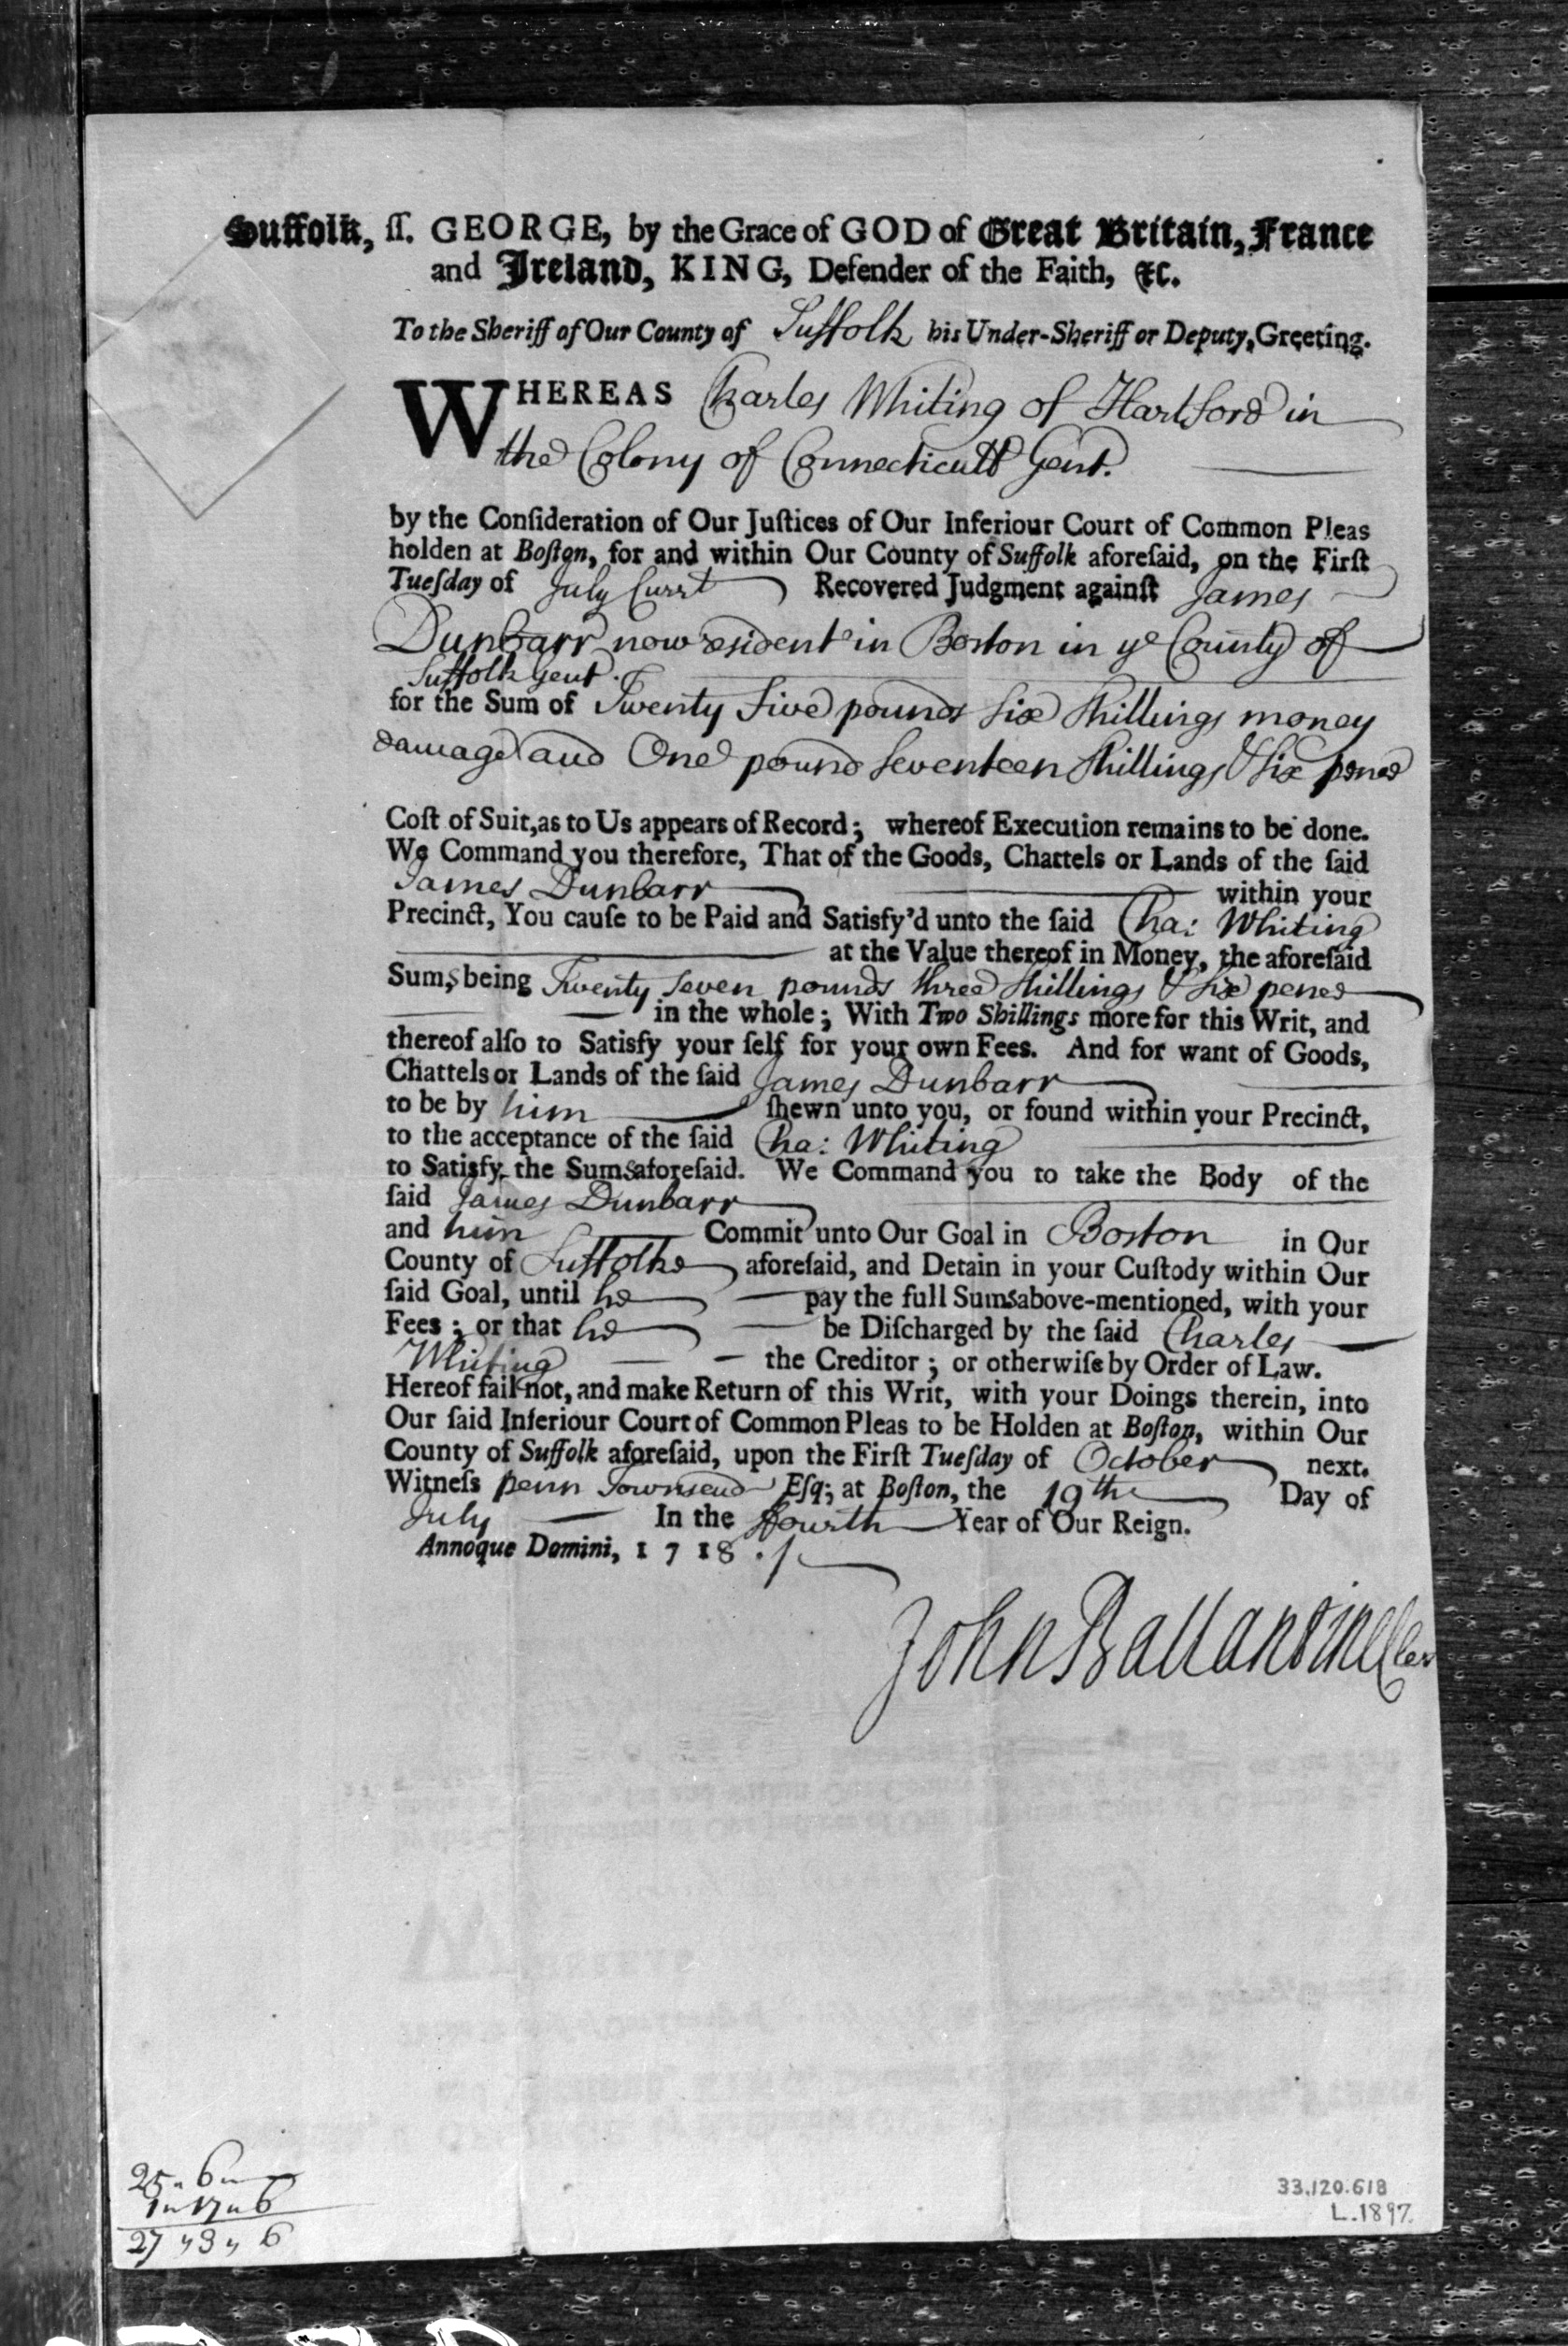 Suffolk, ſſ. GEORGE, by the Grace of GOD of Great Britain, France
and Ireland, KING, Defender of the Faith, &c.
To the Sheriff of Our County of Suffolk his Under-Sheriff or Deputy, Greeting.
WHEREAS Charles Whiting of Hartford in
the Colony of Connecticutt Gent.
by the Conſideration of Our Juſtices of Our Inferiour Court of Common Pleas
holden at Boſton, for and within Our County of Suffolk aforeſaid, on the Firſt
Tueſday of July Currt Recovered Judgment againſt James
Dunbarr now resident in Boston in ye County of
Suffolk Gent.
for the Sum of Twenty five pounds six shillings money
damage and One pound seventeen shillings & six pence
Coſt of Suit, as to Us appears of Record; whereof Execution remains to be done.
We Command you therefore, That of the Goods, Chattels or Lands of the ſaid
James Dunbarr within your
Precinct, You cauſe to be Paid and Satisfy'd unto the ſaid Cha: Whiting
at the Value thereof in Money, the aforeſaid
Sums, being Twenty seven pounds three shillings & six pence
in the whole; With Two Shillings more for this Writ, and
thereof alſo to Satisfy your ſelf for your own Fees. And for want of Goods,
Chattels or Lands of the ſaid James Dunbarr
to be by him ſhewn unto you, or found within your Precinct,
to the acceptance of the ſaid Cha: Whiting
to Satisfy the Sums aforeſaid. We Command you to take the Body of the
ſaid James Dunbarr
and him Commit unto Our Goal in Boston in Our
County of Suffolke aforeſaid, and Detain in your Cuſtody within Our
ſaid Goal, until he pay the full Sums above-mentioned, with your
Fees; or that he be Diſcharged by the ſaid Charles
Whiting the Creditor; or otherwiſe by Order of Law.
Hereof fail not, and make Return of this Writ, with your Doings therein, into
Our ſaid Inferiour Court of Common Pleas to be Holden at Boſton, within Our
County of Suffolk aforeſaid, upon the Firſt Tueſday of October next.
Witneſs Penn Townsend Eſq; at Boſton, the 19th Day of
July In the fourth Year of Our Reign.
Annoque Domini, 1718.
John Ballantine Cler
25 " 6 "
1 " 17 " 6
27 " 3 " 6
33.120.618
L.1897.